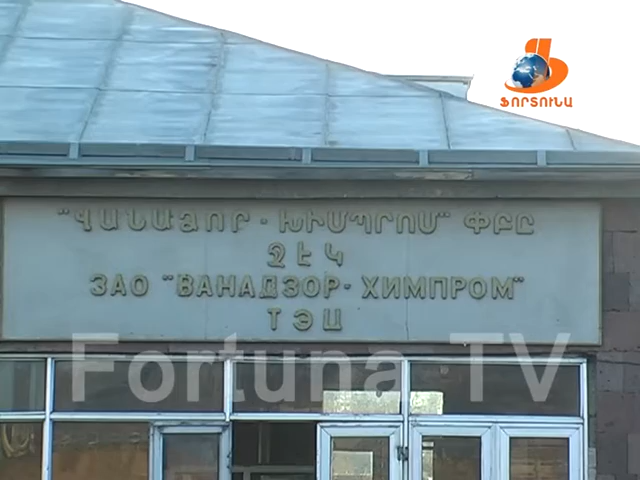 ՖՈՐՏՈՒՆԱ
"ՎԱՆԱՁՈՐ - ԽԻՄՊՐՈՄ" ՓԲԸ
ՋԷԿ
ЗАО "ВАНАДЗОР - ХИМПРОМ"
ТЭЦ
Fortuna TV